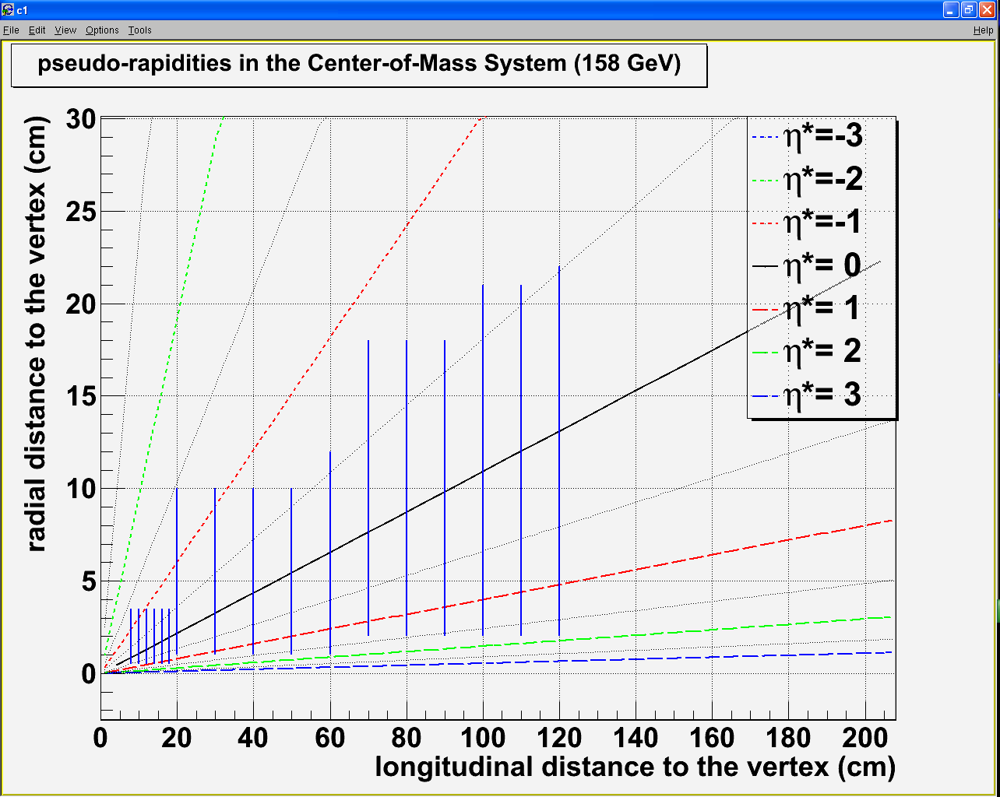 c1
File Edit View Options Tools Help
pseudo-rapidities in the Center-of-Mass System (158 GeV)
radial distance to the vertex (cm)
30
25
20
15
10
5
0
η*=-3
η*=-2
η*=-1
η*= 0
η*= 1
η*= 2
η*= 3
0 20 40 60 80 100 120 140 160 180 200
longitudinal distance to the vertex (cm)